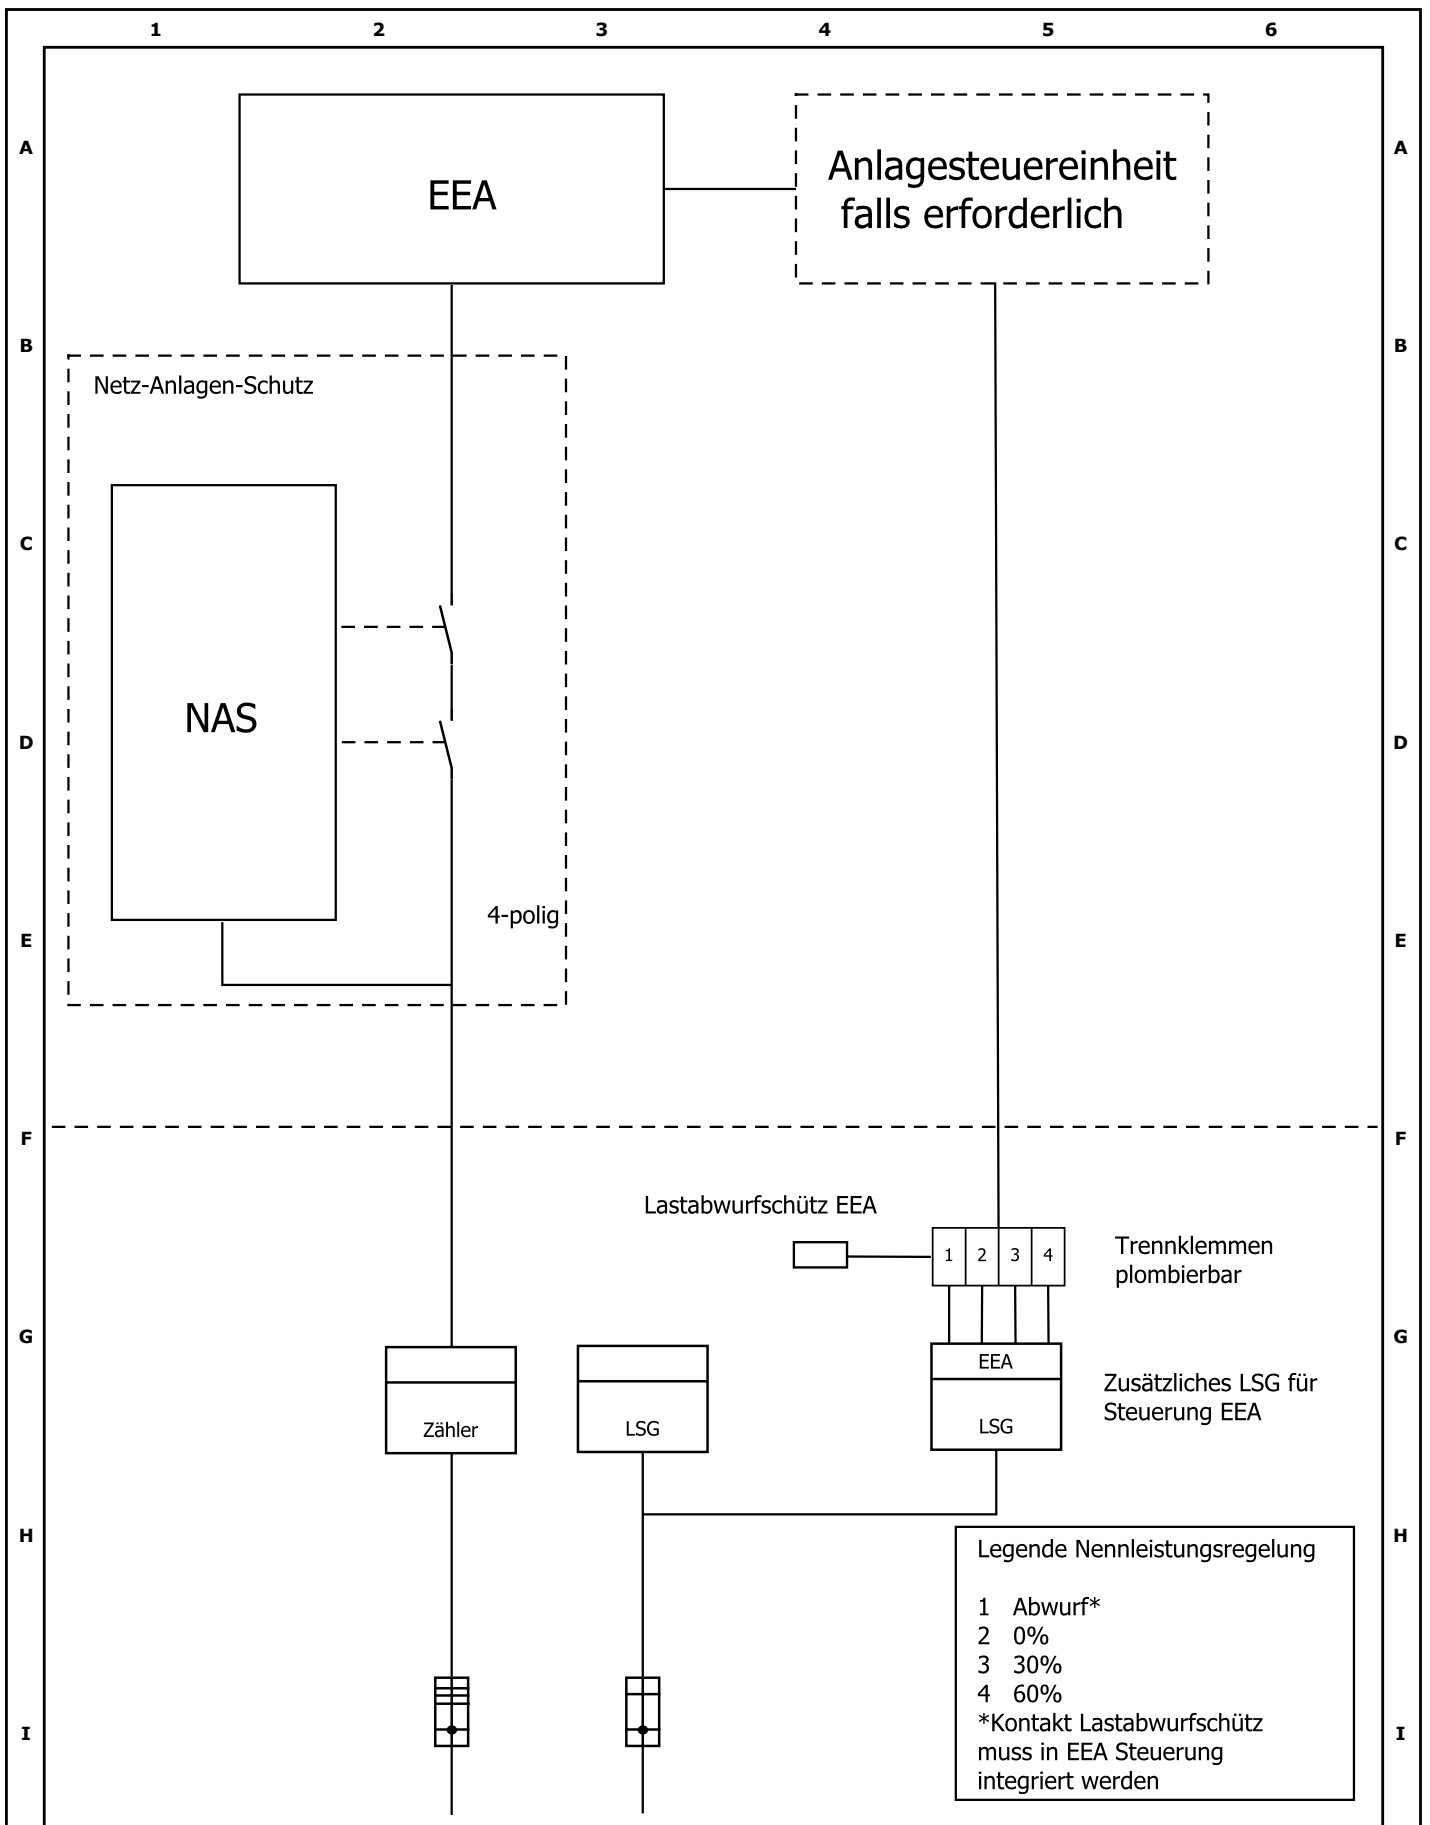 1 2 3 4 5 6
A A
EEA
Anlagesteuereinheit
falls erforderlich
B B
Netz-Anlagen-Schutz
C C
NAS
D D
4-polig
E E
F F
Lastabwurfschütz EEA
1 2 3 4
Trennklemmen
plombierbar
G G
EEA
Zähler
LSG
LSG
Zusätzliches LSG für
Steuerung EEA
H H
Legende Nennleistungsregelung
1 Abwurf*
2 0%
3 30%
4 60%
*Kontakt Lastabwurfschütz
muss in EEA Steuerung
integriert werden
I I